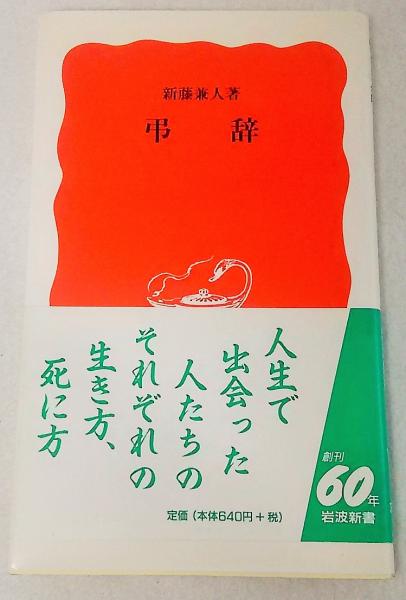 新藤兼人著
弔辞
人生で
出会った
人たちの
それぞれの
生き方、
死に方
定価（本体640円＋税）
創刊
60年
岩波新書